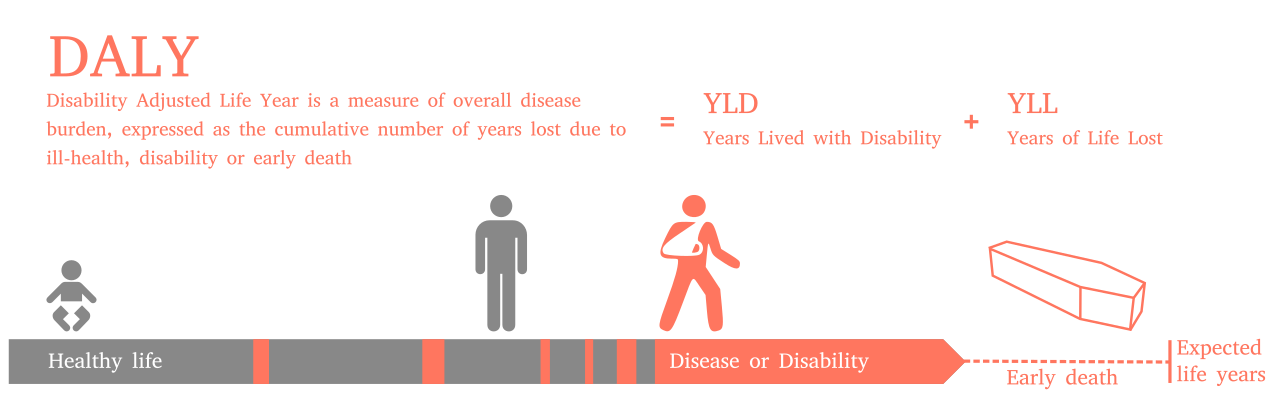 DALY
Disability Adjusted Life Year is a measure of overall disease
burden, expressed as the cumulative number of years lost due to
ill-health, disability or early death
=
YLD
Years Lived with Disability
+
YLL
Years of Life Lost
Healthy life
Disease or Disability
Early death
Expected
life years